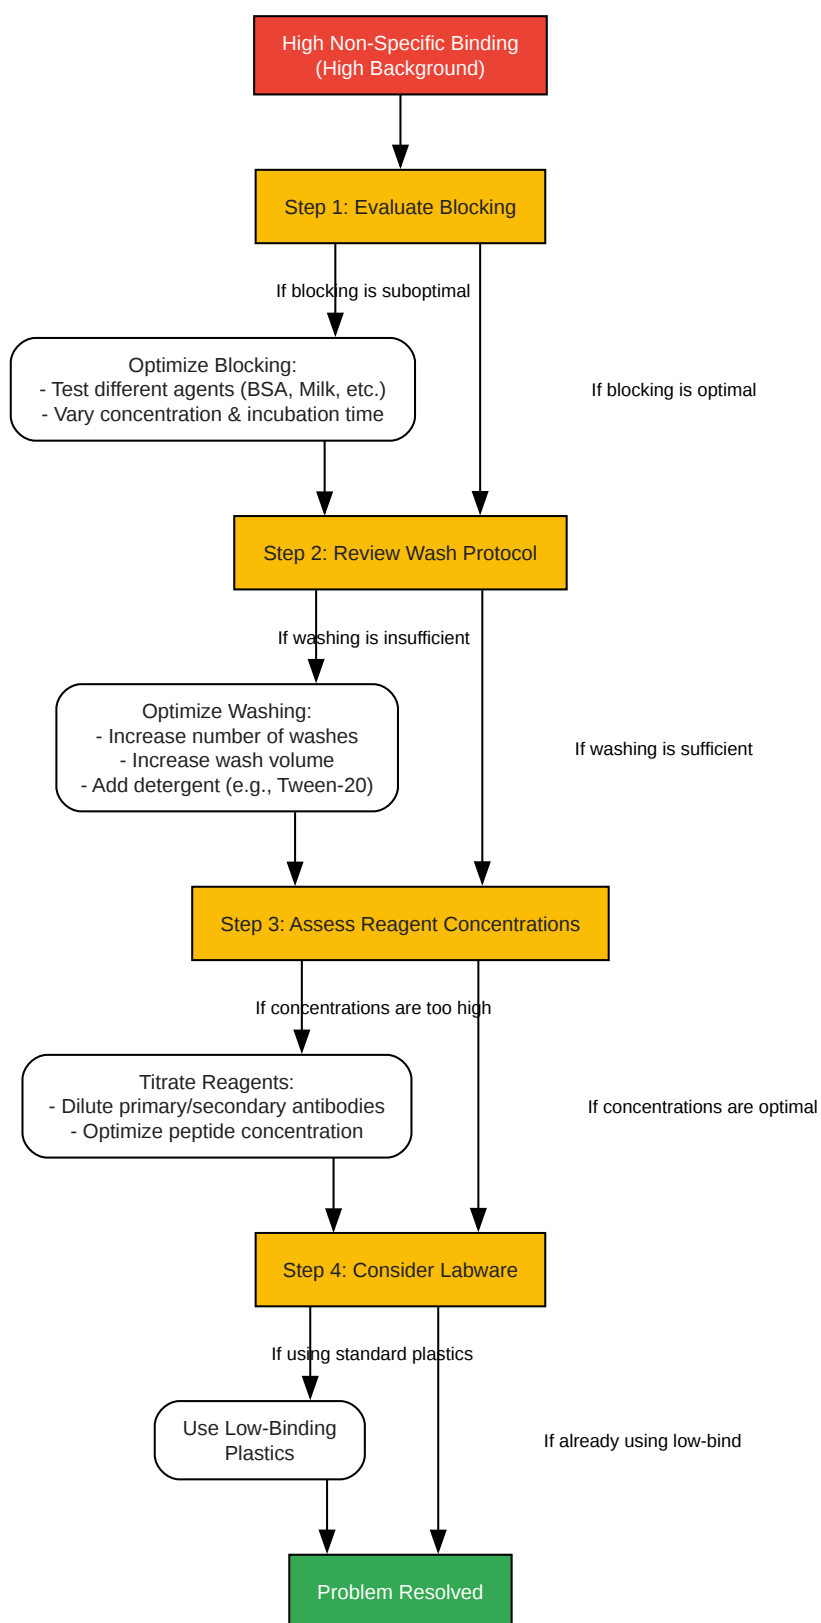 High Non-Specific Binding
(High Background)
Step 1: Evaluate Blocking
If blocking is suboptimal
Optimize Blocking:
- Test different agents (BSA, Milk, etc.)
- Vary concentration & incubation time
If blocking is optimal
Step 2: Review Wash Protocol
If washing is insufficient
Optimize Washing:
- Increase number of washes
- Increase wash volume
- Add detergent (e.g., Tween-20)
If washing is sufficient
Step 3: Assess Reagent Concentrations
If concentrations are too high
Titrate Reagents:
- Dilute primary/secondary antibodies
- Optimize peptide concentration
If concentrations are optimal
Step 4: Consider Labware
If using standard plastics
Use Low-Binding
Plastics
If already using low-bind
Problem Resolved